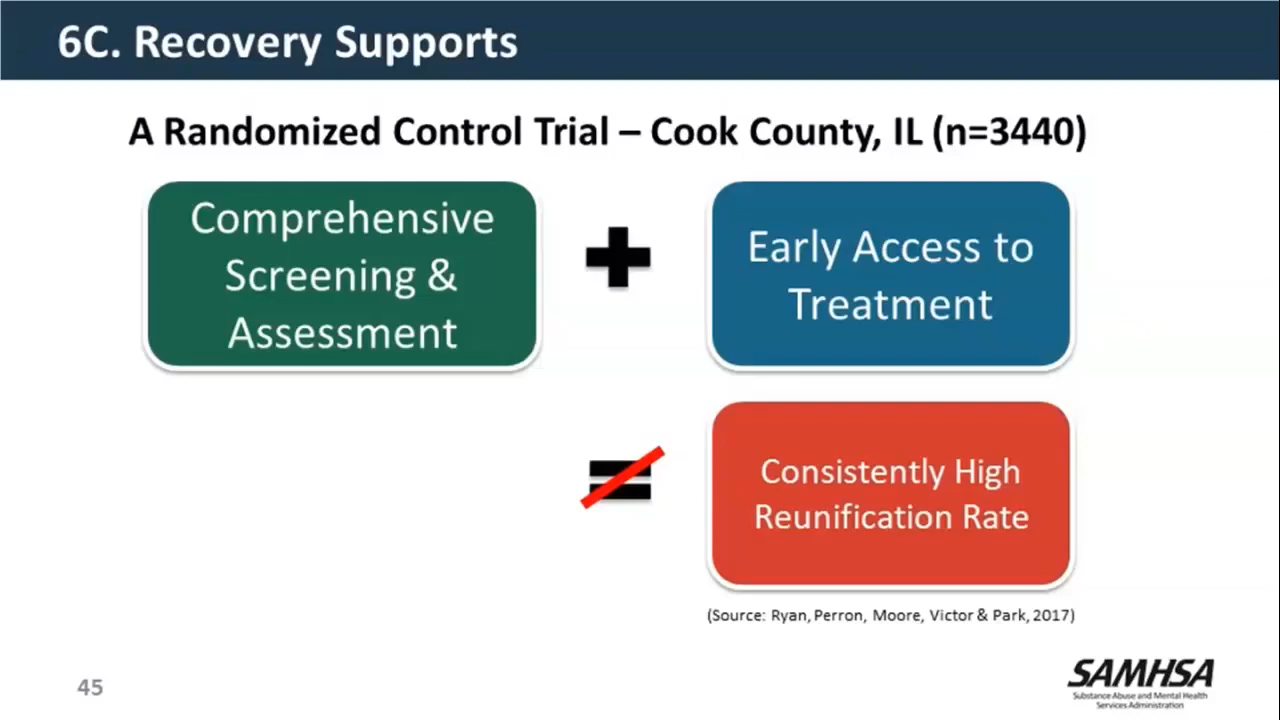 6C. Recovery Supports
A Randomized Control Trial – Cook County, IL (n=3440)
Comprehensive
Screening &
Assessment
Early Access to
Treatment
Consistently High
Reunification Rate
(Source: Ryan, Perron, Moore, Victor & Park, 2017)
45
SAMHSA
Substance Abuse and Mental Health
Services Administration